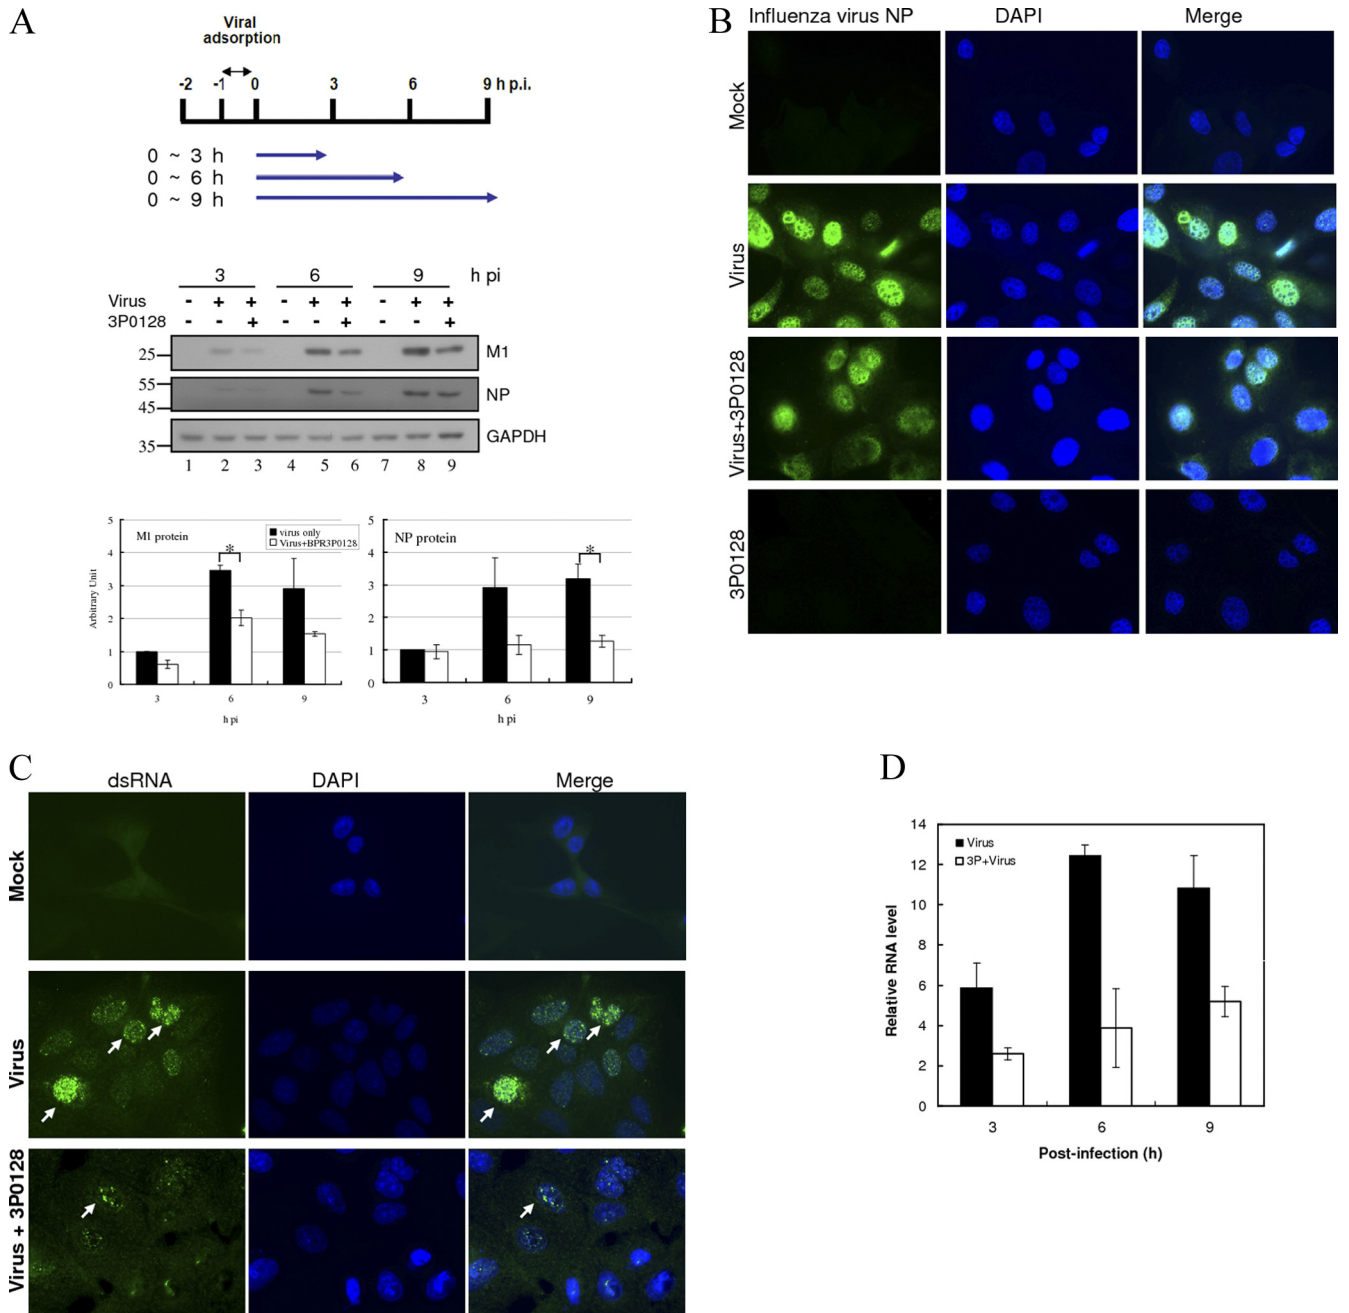 A
Viral
adsorption
-2 -1 0 3 6 9 h p.i.
0 ~ 3 h
0 ~ 6 h
0 ~ 9 h
3 6 9 h pi
Virus - + + - + + - + +
3P0128 - - + - - + - - +
25 M1
55
45 NP
35 GAPDH
1 2 3 4 5 6 7 8 9
M1 protein
virus only
Virus+BPR3P0128
*
Arbitrary Unit
5
4
3
2
1
0
3 6 9
h pi
NP protein
*
5
4
3
2
1
0
3 6 9
h pi
B
Influenza virus NP DAPI Merge
Mock
Virus
Virus+3P0128
3P0128
C
dsRNA DAPI Merge
Mock
Virus
Virus + 3P0128
D
Virus
3P+Virus
Relative RNA level
14
12
10
8
6
4
2
0
3 6 9
Post-infection (h)